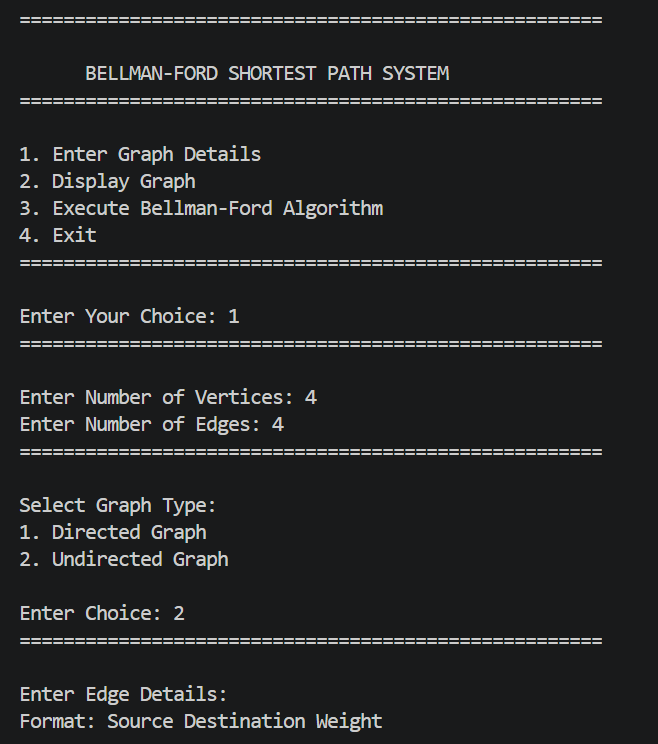 =====================================================
BELLMAN-FORD SHORTEST PATH SYSTEM
=====================================================
1. Enter Graph Details
2. Display Graph
3. Execute Bellman-Ford Algorithm
4. Exit
=====================================================
Enter Your Choice: 1
=====================================================
Enter Number of Vertices: 4
Enter Number of Edges: 4
=====================================================
Select Graph Type:
1. Directed Graph
2. Undirected Graph
Enter Choice: 2
=====================================================
Enter Edge Details:
Format: Source Destination Weight